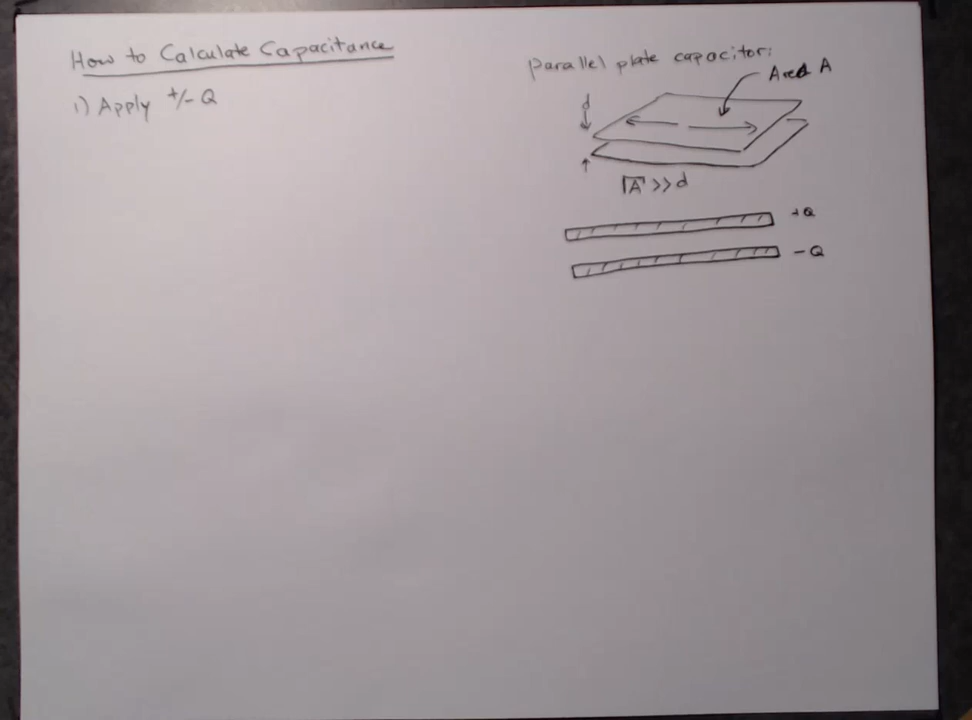 How to Calculate Capacitance
1) Apply +/- Q
Parallel plate capacitor:
Area A
d
√A >> d
+Q
- Q